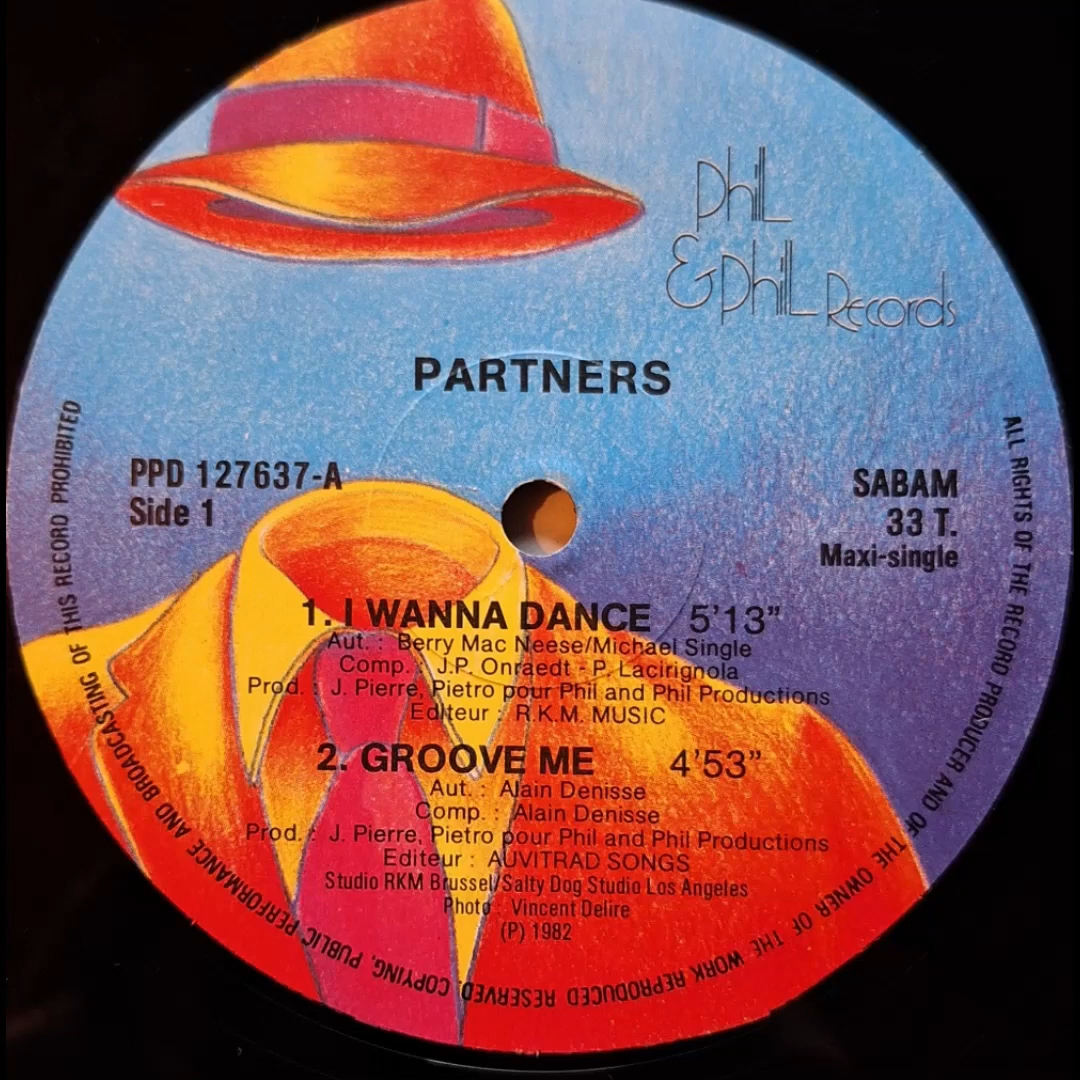 Phill
& Phill Records
PARTNERS
PPD 127637-A
Side 1
SABAM
33 T.
Maxi-single
1. I WANNA DANCE 5'13"
Aut. : Berry Mac Neese/Michael Single
Comp. : J.P. Onraedt - P. Lacirignola
Prod. : J. Pierre, Pietro pour Phil and Phil Productions
Editeur : R.K.M. MUSIC
2. GROOVE ME 4'53"
Aut. : Alain Denisse
Comp. : Alain Denisse
Prod. : J. Pierre, Pietro pour Phil and Phil Productions
Editeur : AUVITRAD SONGS
Studio RKM Brussel/Salty Dog Studio Los Angeles
Photo : Vincent Delire
(P) 1982
ALL RIGHTS OF THE RECORD PRODUCER AND OF THE OWNER OF THE WORK REPRODUCED RESERVED. COPYING, PUBLIC PERFORMANCE AND BROADCASTING OF THIS RECORD PROHIBITED